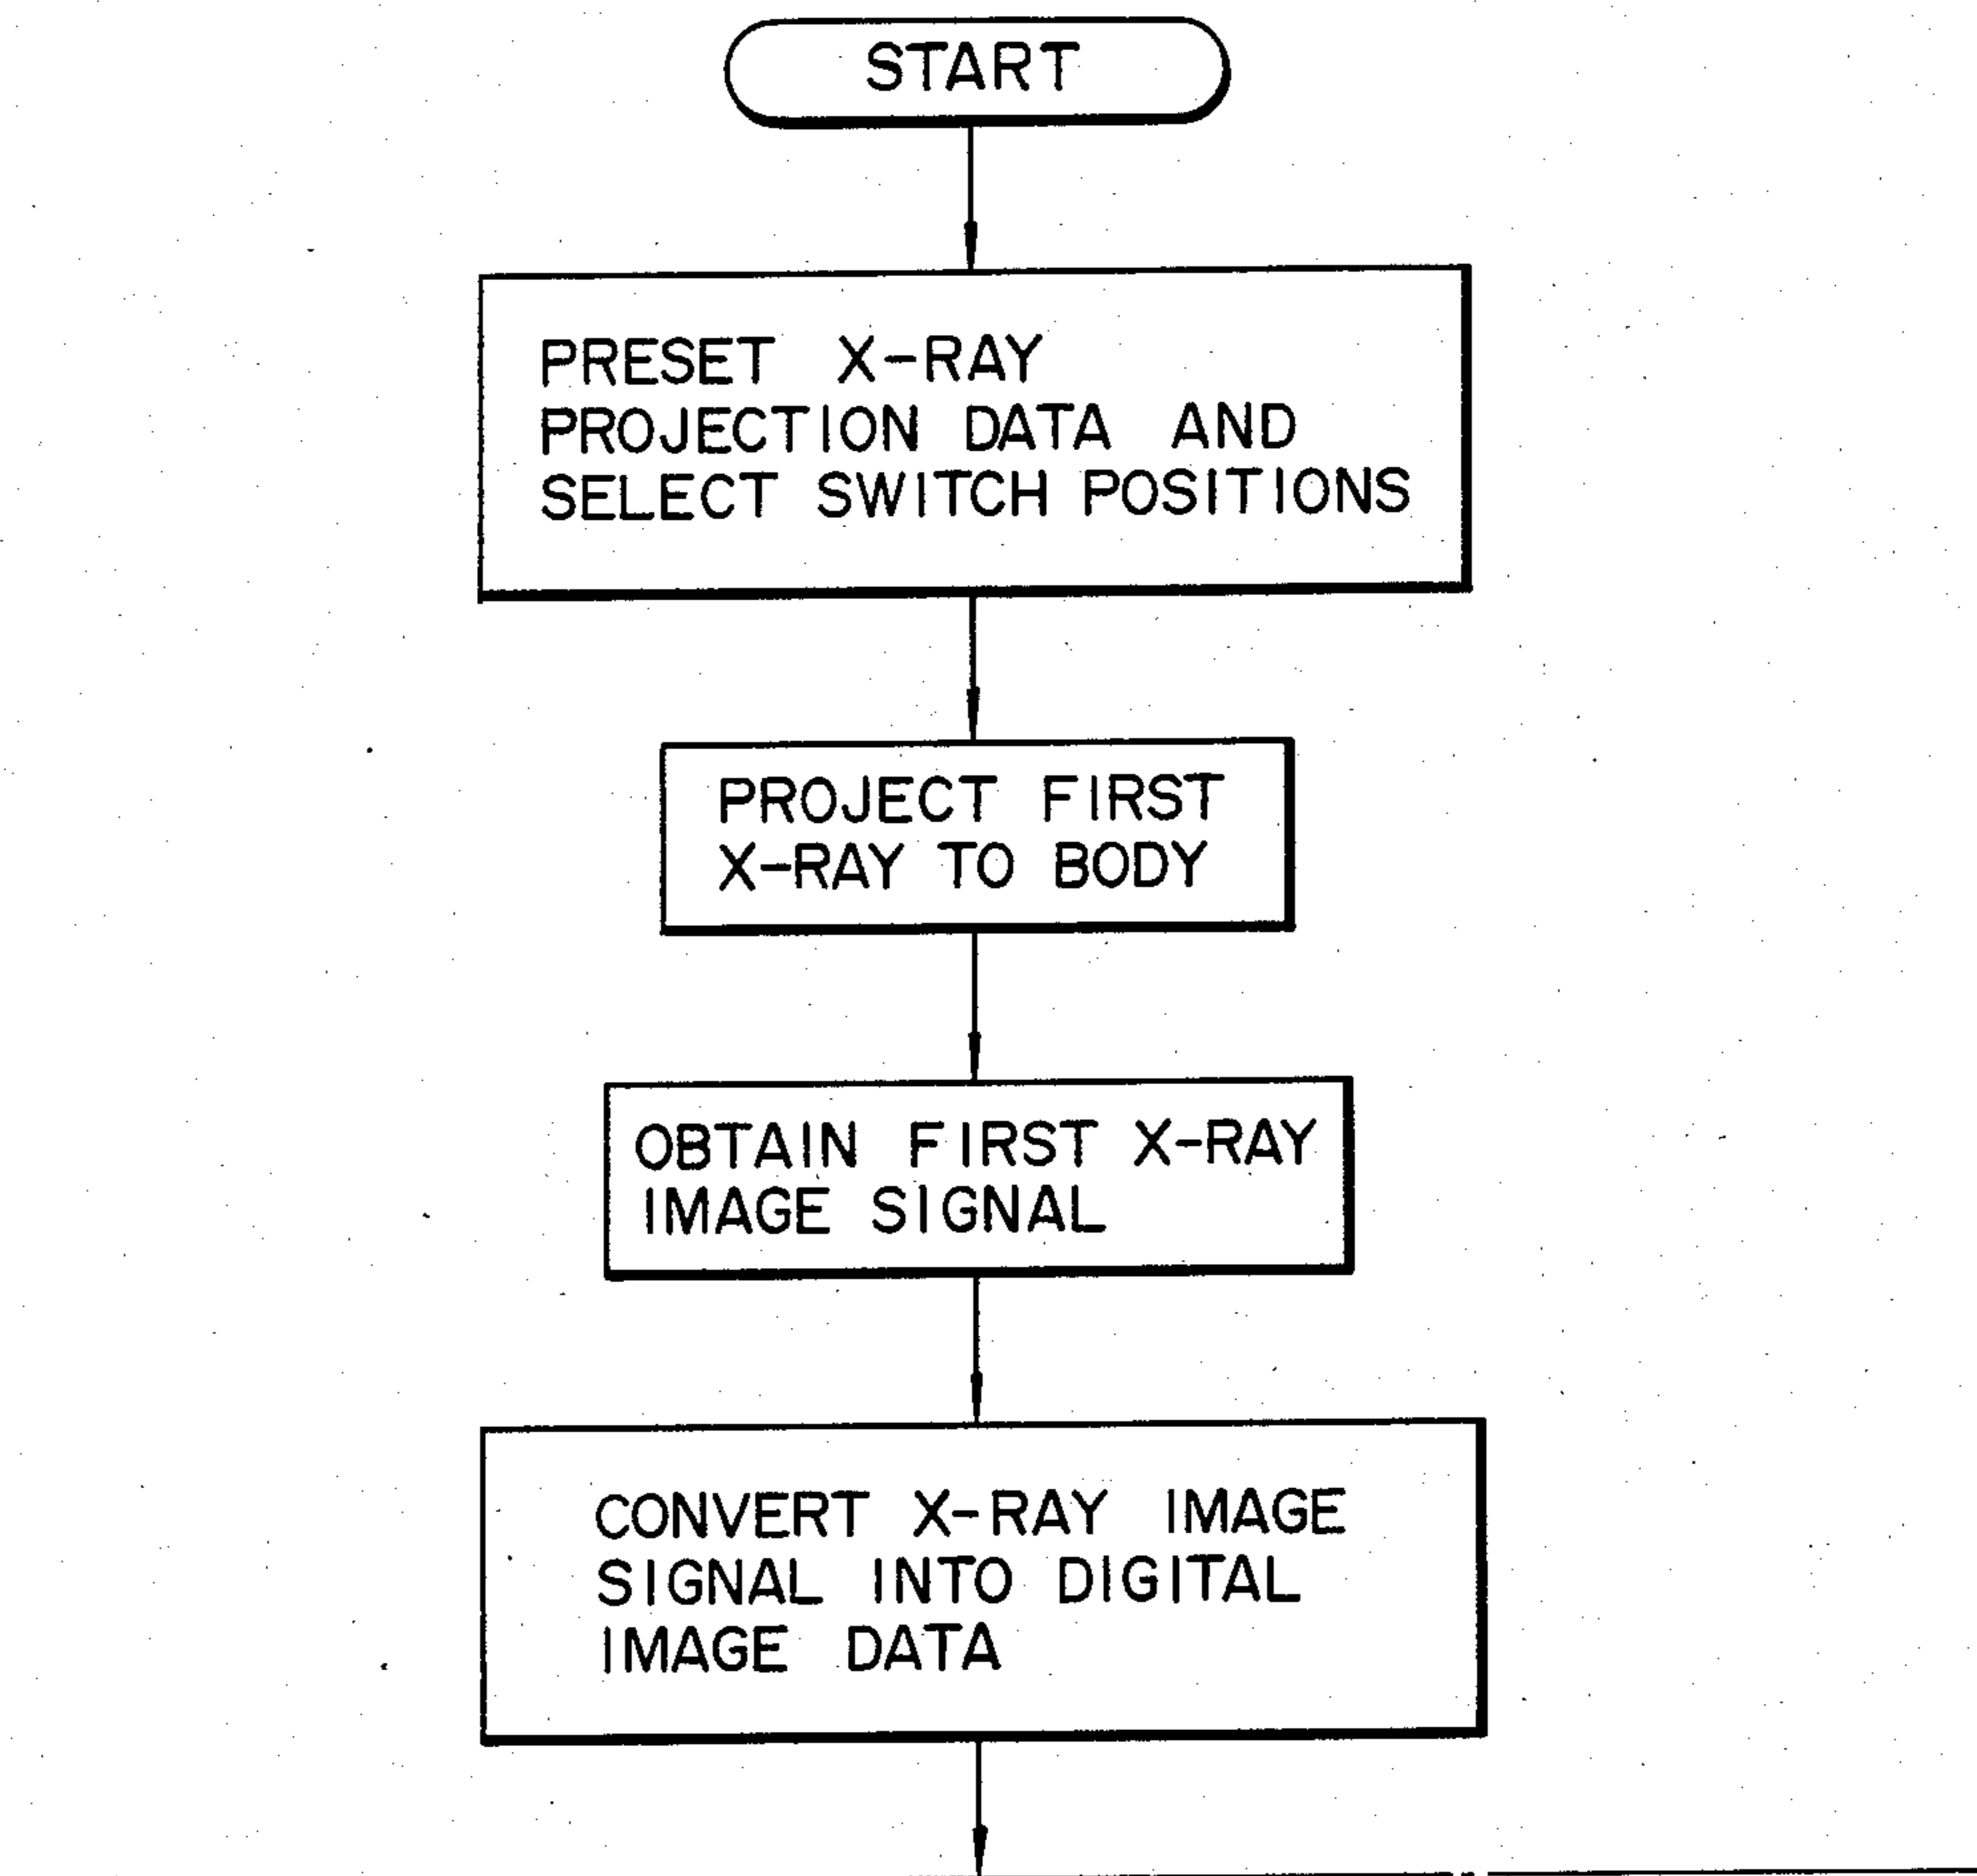 START
PRESET X-RAY
PROJECTION DATA AND
SELECT SWITCH POSITIONS
PROJECT FIRST
X-RAY TO BODY
OBTAIN FIRST X-RAY
IMAGE SIGNAL
CONVERT X-RAY IMAGE
SIGNAL INTO DIGITAL
IMAGE DATA